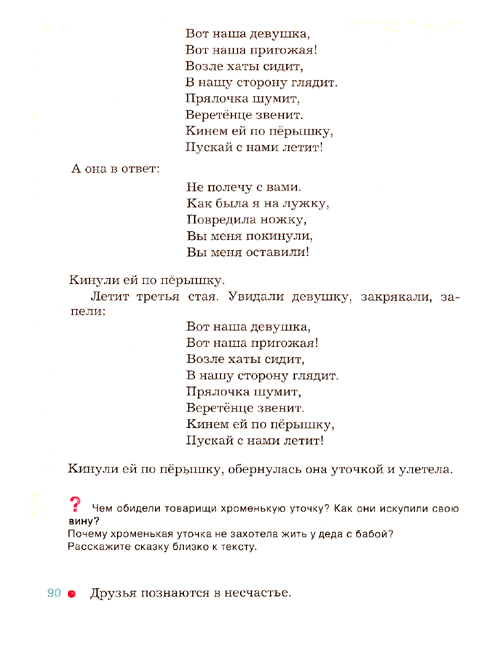 Вот наша девушка,
Вот наша пригожая!
Возле хаты сидит,
В нашу сторону глядит.
Прялочка шумит,
Веретёнце звенит.
Кинем ей по пёрышку,
Пускай с нами летит!
А она в ответ:
Не полечу с вами.
Как была я на лужку,
Повредила ножку,
Вы меня покинули,
Вы меня оставили!
Кинули ей по пёрышку.
Летит третья стая. Увидали девушку, закрякали, за-
пели:
Вот наша девушка,
Вот наша пригожая!
Возле хаты сидит,
В нашу сторону глядит.
Прялочка шумит,
Веретёнце звенит.
Кинем ей по пёрышку,
Пускай с нами летит!
Кинули ей по пёрышку, обернулась она уточкой и улетела.
? Чем обидели товарищи хроменькую уточку? Как они искупили свою
вину?
Почему хроменькая уточка не захотела жить у деда с бабой?
Расскажите сказку близко к тексту.
90 • Друзья познаются в несчастье.